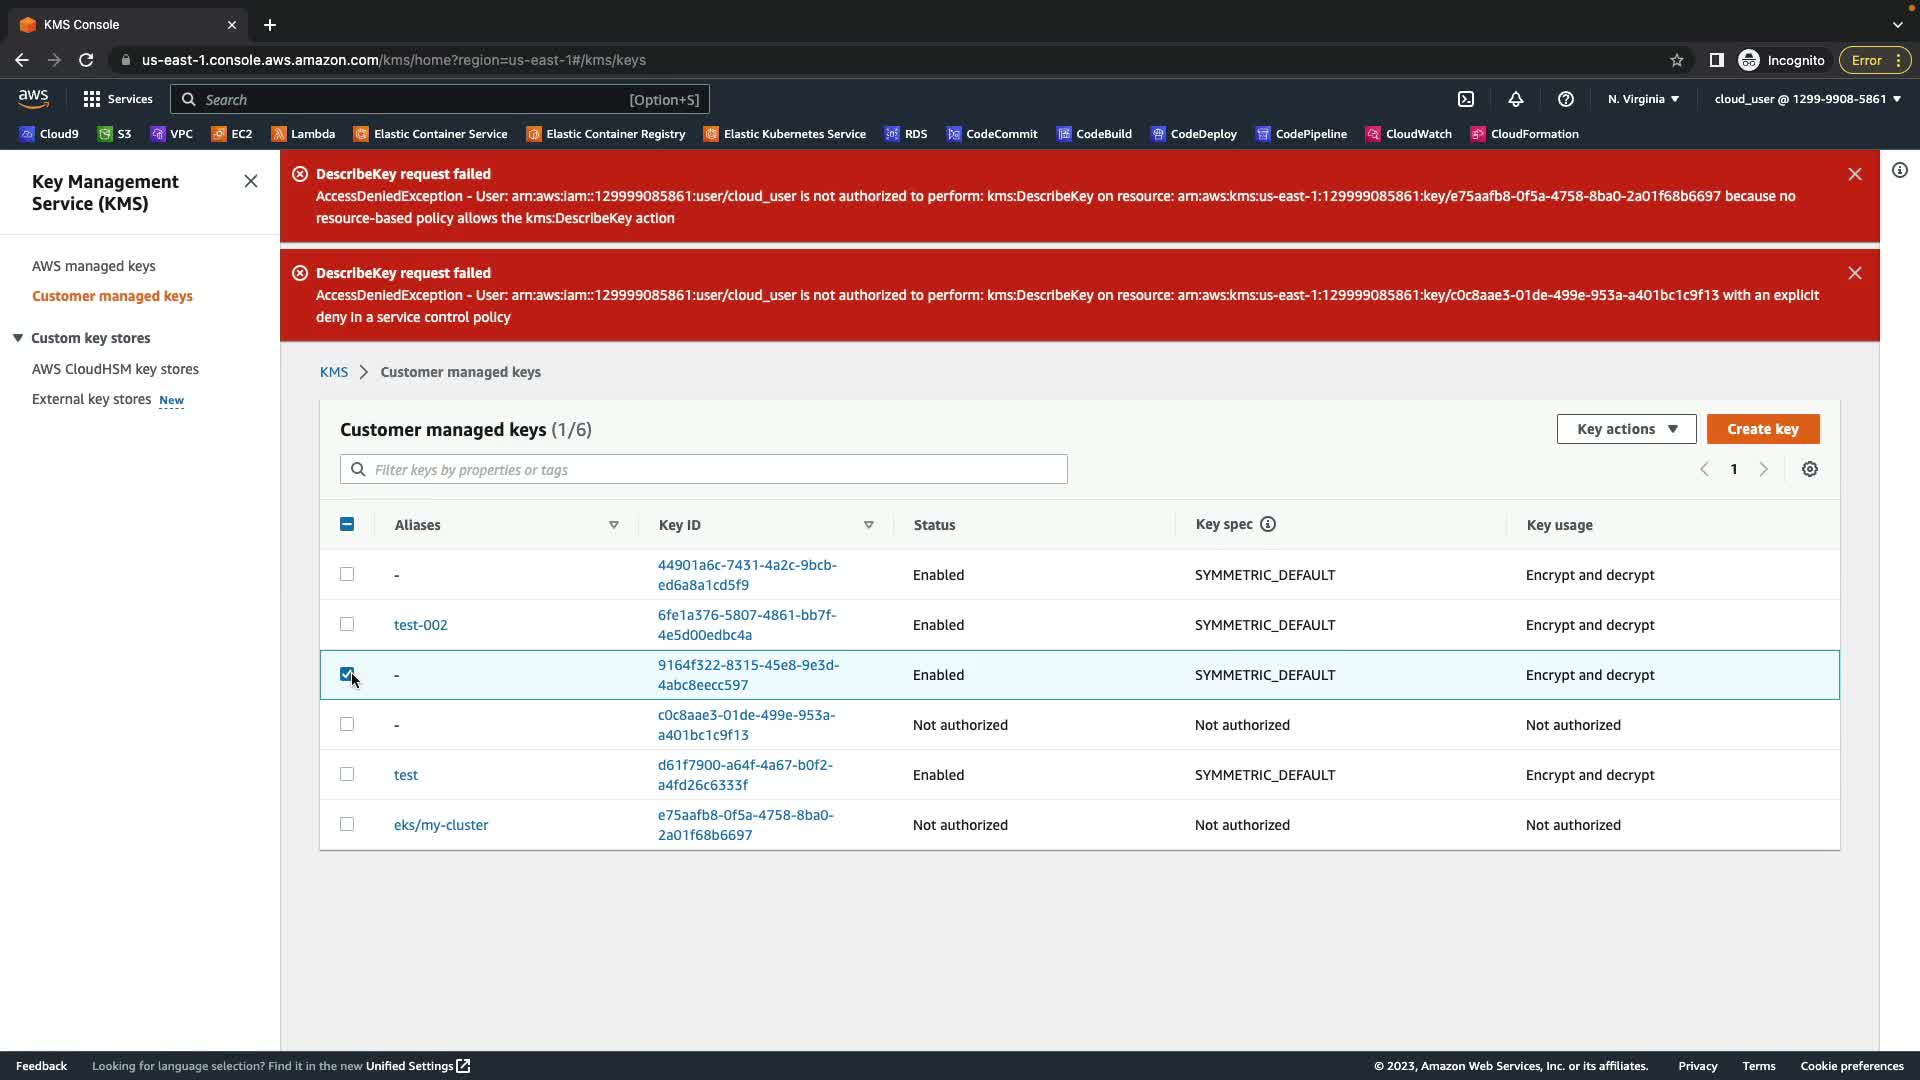 KMS Console
us-east-1.console.aws.amazon.com/kms/home?region=us-east-1#/kms/keys
Incognito
Error
aws
Services
Search
[Option+S]
N. Virginia
cloud_user @ 1299-9908-5861
Cloud9
S3
VPC
EC2
Lambda
Elastic Container Service
Elastic Container Registry
Elastic Kubernetes Service
RDS
CodeCommit
CodeBuild
CodeDeploy
CodePipeline
CloudWatch
CloudFormation
Key Management
Service (KMS)
AWS managed keys
Customer managed keys
Custom key stores
AWS CloudHSM key stores
External key stores New
DescribeKey request failed
AccessDeniedException - User: arn:aws:iam::129999085861:user/cloud_user is not authorized to perform: kms:DescribeKey on resource: arn:aws:kms:us-east-1:129999085861:key/e75aafb8-0f5a-4758-8ba0-2a01f68b6697 because no
resource-based policy allows the kms:DescribeKey action
DescribeKey request failed
AccessDeniedException - User: arn:aws:iam::129999085861:user/cloud_user is not authorized to perform: kms:DescribeKey on resource: arn:aws:kms:us-east-1:129999085861:key/c0c8aae3-01de-499e-953a-a401bc1c9f13 with an explicit
deny in a service control policy
KMS > Customer managed keys
Customer managed keys (1/6)
Key actions
Create key
Filter keys by properties or tags
1
Aliases
Key ID
Status
Key spec
Key usage
-
44901a6c-7431-4a2c-9bcb-
ed6a8a1cd5f9
Enabled
SYMMETRIC_DEFAULT
Encrypt and decrypt
test-002
6fe1a376-5807-4861-bb7f-
4e5d00edbc4a
Enabled
SYMMETRIC_DEFAULT
Encrypt and decrypt
-
9164f322-8315-45e8-9e3d-
4abc8eecc597
Enabled
SYMMETRIC_DEFAULT
Encrypt and decrypt
-
c0c8aae3-01de-499e-953a-
a401bc1c9f13
Not authorized
Not authorized
Not authorized
test
d61f7900-a64f-4a67-b0f2-
a4fd26c6333f
Enabled
SYMMETRIC_DEFAULT
Encrypt and decrypt
eks/my-cluster
e75aafb8-0f5a-4758-8ba0-
2a01f68b6697
Not authorized
Not authorized
Not authorized
Feedback
Looking for language selection? Find it in the new Unified Settings
© 2023, Amazon Web Services, Inc. or its affiliates.
Privacy
Terms
Cookie preferences